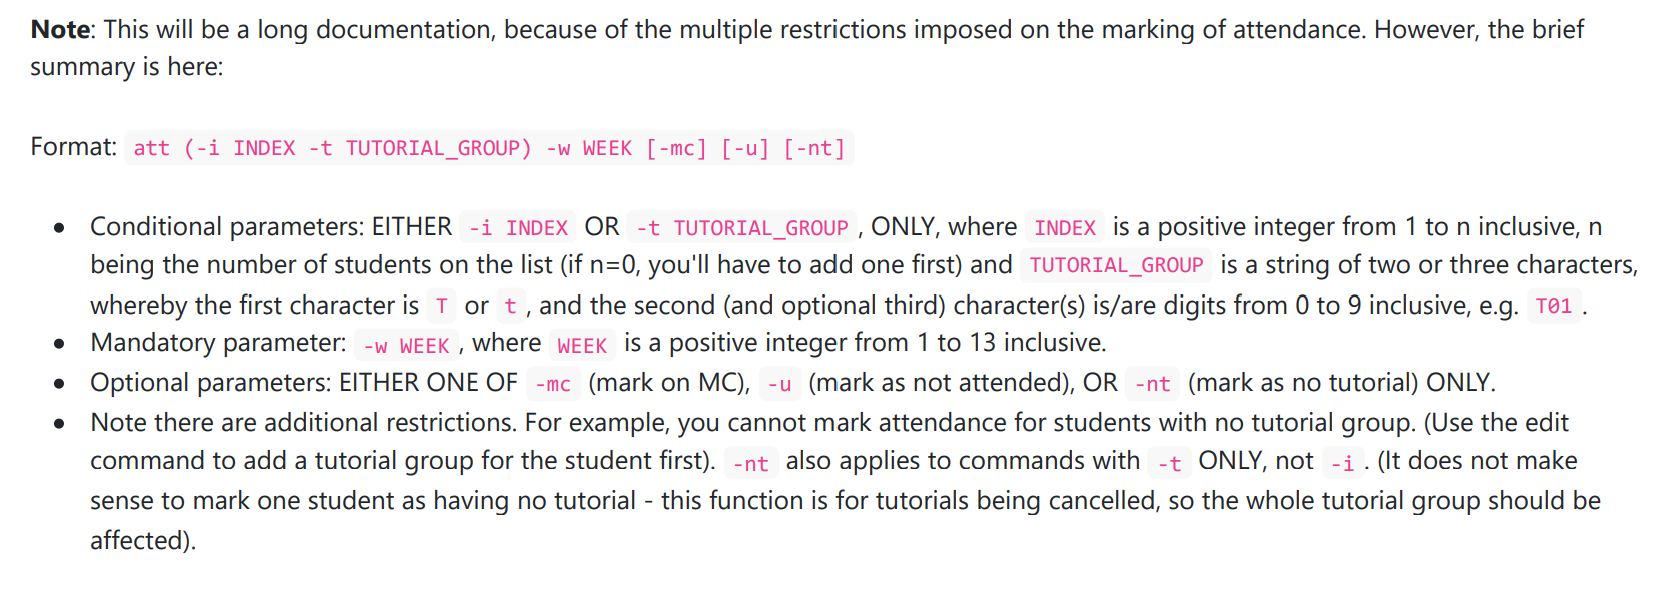 Note: This will be a long documentation, because of the multiple restrictions imposed on the marking of attendance. However, the brief
summary is here:
Format: att (-i INDEX -t TUTORIAL_GROUP) -w WEEK [-mc] [-u] [-nt]
• Conditional parameters: EITHER -i INDEX OR -t TUTORIAL_GROUP , ONLY, where INDEX is a positive integer from 1 to n inclusive, n
being the number of students on the list (if n=0, you'll have to add one first) and TUTORIAL_GROUP is a string of two or three characters,
whereby the first character is T or t , and the second (and optional third) character(s) is/are digits from 0 to 9 inclusive, e.g. T01 .
• Mandatory parameter: -w WEEK , where WEEK is a positive integer from 1 to 13 inclusive.
• Optional parameters: EITHER ONE OF -mc (mark on MC), -u (mark as not attended), OR -nt (mark as no tutorial) ONLY.
• Note there are additional restrictions. For example, you cannot mark attendance for students with no tutorial group. (Use the edit
command to add a tutorial group for the student first). -nt also applies to commands with -t ONLY, not -i . (It does not make
sense to mark one student as having no tutorial - this function is for tutorials being cancelled, so the whole tutorial group should be
affected).